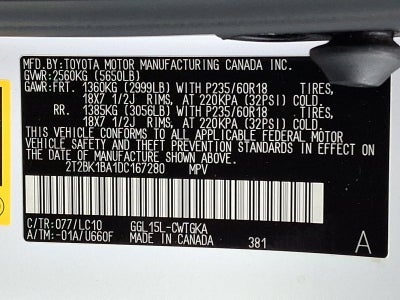 MFD.BY:TOYOTA MOTOR MANUFACTURING CANADA INC.
GVWR:2560KG (5650LB)
GAWR:FRT. 1360KG (2999LB) WITH P235/60R18 TIRES,
18X7 1/2J RIMS, AT 220KPA (32PSI) COLD.
RR. 1385KG (3056LB) WITH P235/60R18 TIRES,
18X7 1/2J RIMS, AT 220KPA (32PSI) COLD.
THIS VEHICLE CONFORMS TO ALL APPLICABLE FEDERAL MOTOR
VEHICLE SAFETY AND THEFT PREVENTION STANDARDS IN EFFECT ON
THE DATE OF MANUFACTURE SHOWN ABOVE.
2T2BK1BA1DC167280 MPV
C/TR:077/LC10 GGL15L-CWTGKA
A/TM:-01A/U660F MADE IN CANADA 381
A